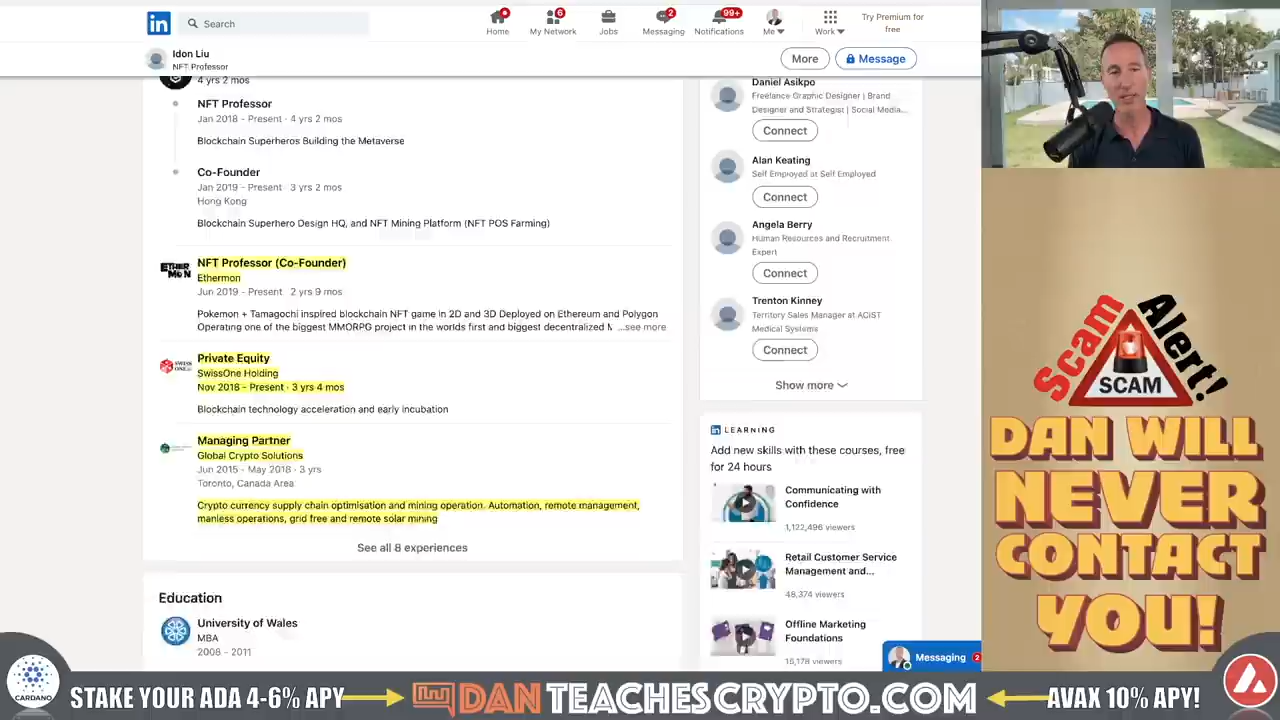 in
Search
Home
6
My Network
Jobs
2
Messaging
99+
Notifications
Me
Work
Try Premium for
free
Idon Liu
NFT Professor
More
Message
4 yrs 2 mos
NFT Professor
Jan 2018 - Present · 4 yrs 2 mos
Blockchain Superheros Building the Metaverse
Co-Founder
Jan 2019 - Present · 3 yrs 2 mos
Hong Kong
Blockchain Superhero Design HQ, and NFT Mining Platform (NFT POS Farming)
ETHER
MON
NFT Professor (Co-Founder)
Ethermon
Jun 2019 - Present · 2 yrs 9 mos
Pokemon + Tamagochi inspired blockchain NFT game in 2D and 3D Deployed on Ethereum and Polygon
Operating one of the biggest MMORPG project in the worlds first and biggest decentralized M ...see more
SWISS
ONE
Private Equity
SwissOne Holding
Nov 2018 - Present · 3 yrs 4 mos
Blockchain technology acceleration and early incubation
Managing Partner
Global Crypto Solutions
Jun 2015 - May 2018 · 3 yrs
Toronto, Canada Area
Crypto currency supply chain optimisation and mining operation. Automation, remote management,
manless operations, grid free and remote solar mining
See all 8 experiences
Education
University of Wales
MBA
2008 - 2011
Daniel Asikpo
Freelance Graphic Designer | Brand
Designer and Strategist | Social Media...
Connect
Alan Keating
Self Employed at Self Employed
Connect
Angela Berry
Human Resources and Recruitment
Expert
Connect
Trenton Kinney
Territory Sales Manager at ACIST
Medical Systems
Connect
Show more
in LEARNING
Add new skills with these courses, free
for 24 hours
Communicating with
Confidence
1,122,496 viewers
Retail Customer Service
Management and...
48,374 viewers
Offline Marketing
Foundations
16,178 viewers
Messaging
2
Scam Alert!
SCAM
DAN WILL
NEVER
CONTACT
YOU!
CARDANO
STAKE YOUR ADA 4-6% APY
DANTEACHESCRYPTO.COM
AVAX 10% APY!